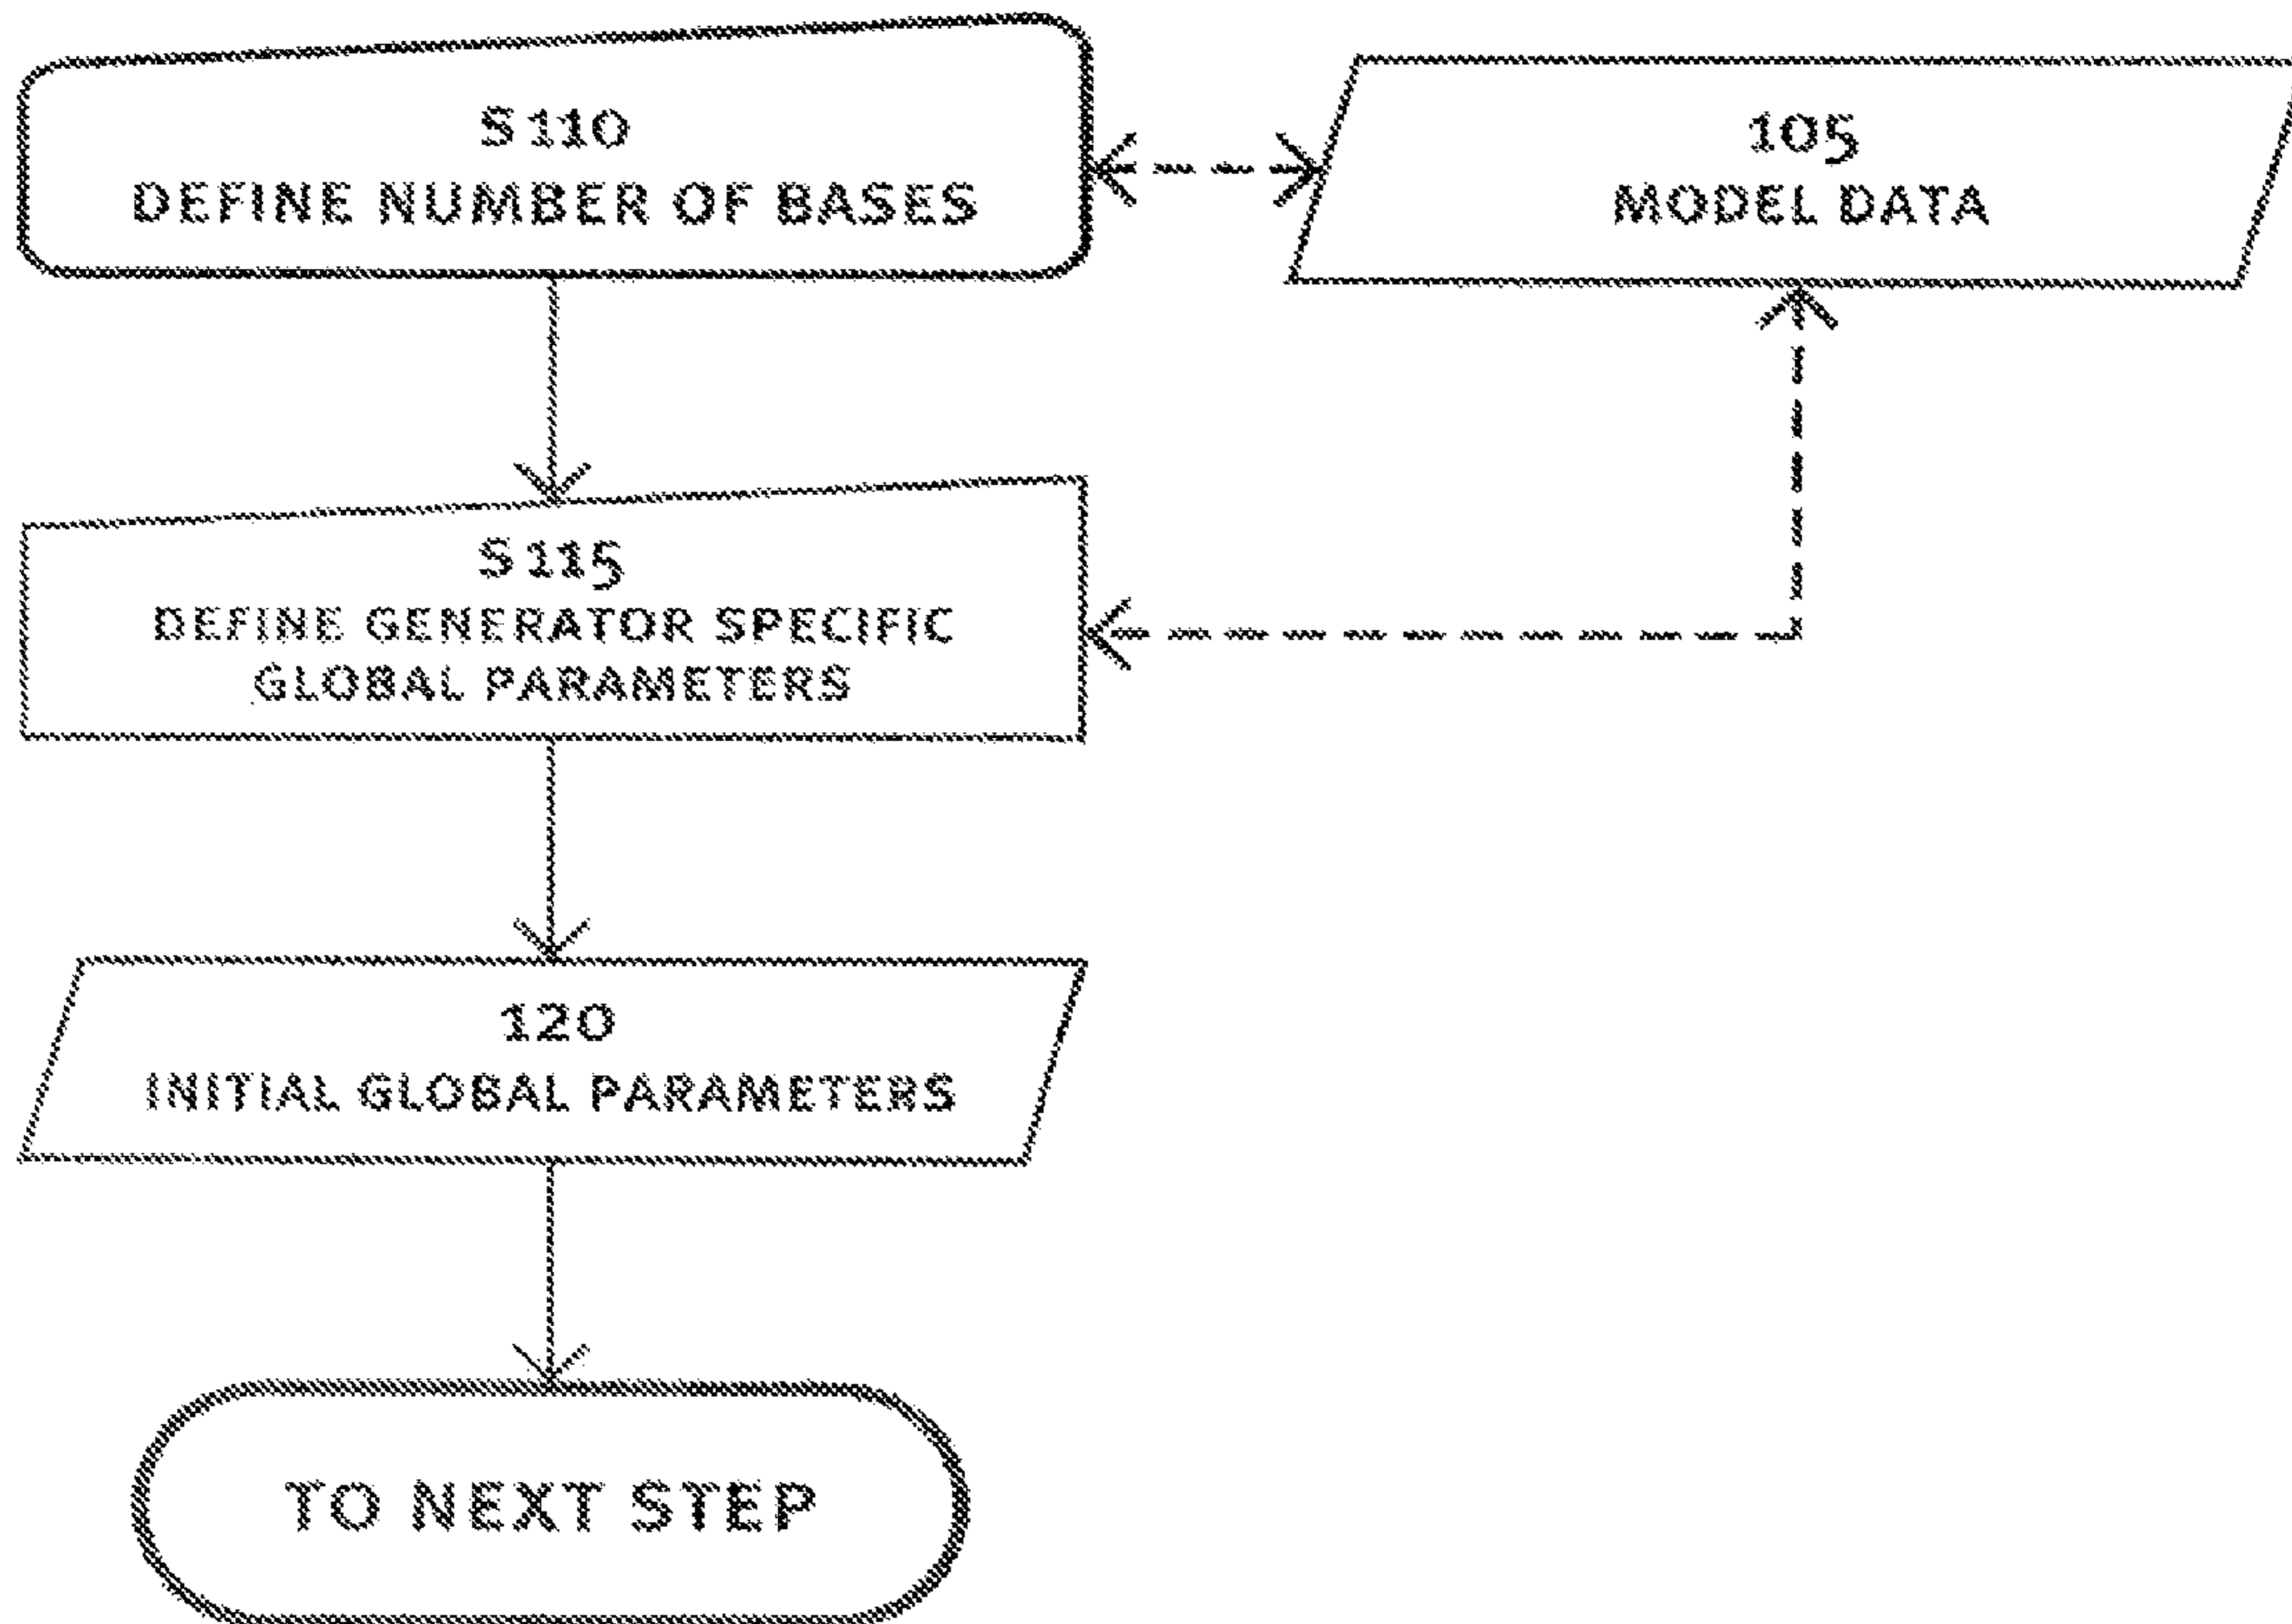 S110
DEFINE NUMBER OF BASES
105
MODEL DATA
S115
DEFINE GENERATOR SPECIFIC
GLOBAL PARAMETERS
120
INITIAL GLOBAL PARAMETERS
TO NEXT STEP